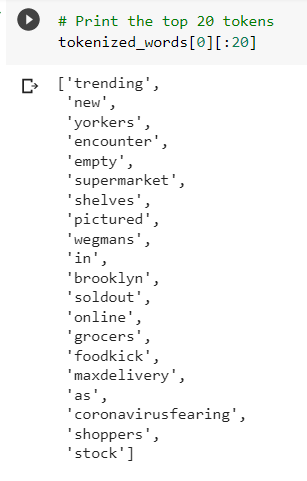 # Print the top 20 tokens
tokenized_words[0][:20]
['trending',
'new',
'yorkers',
'encounter',
'empty',
'supermarket',
'shelves',
'pictured',
'wegmans',
'in',
'brooklyn',
'soldout',
'online',
'grocers',
'foodkick',
'maxdelivery',
'as',
'coronavirusfearing',
'shoppers',
'stock']